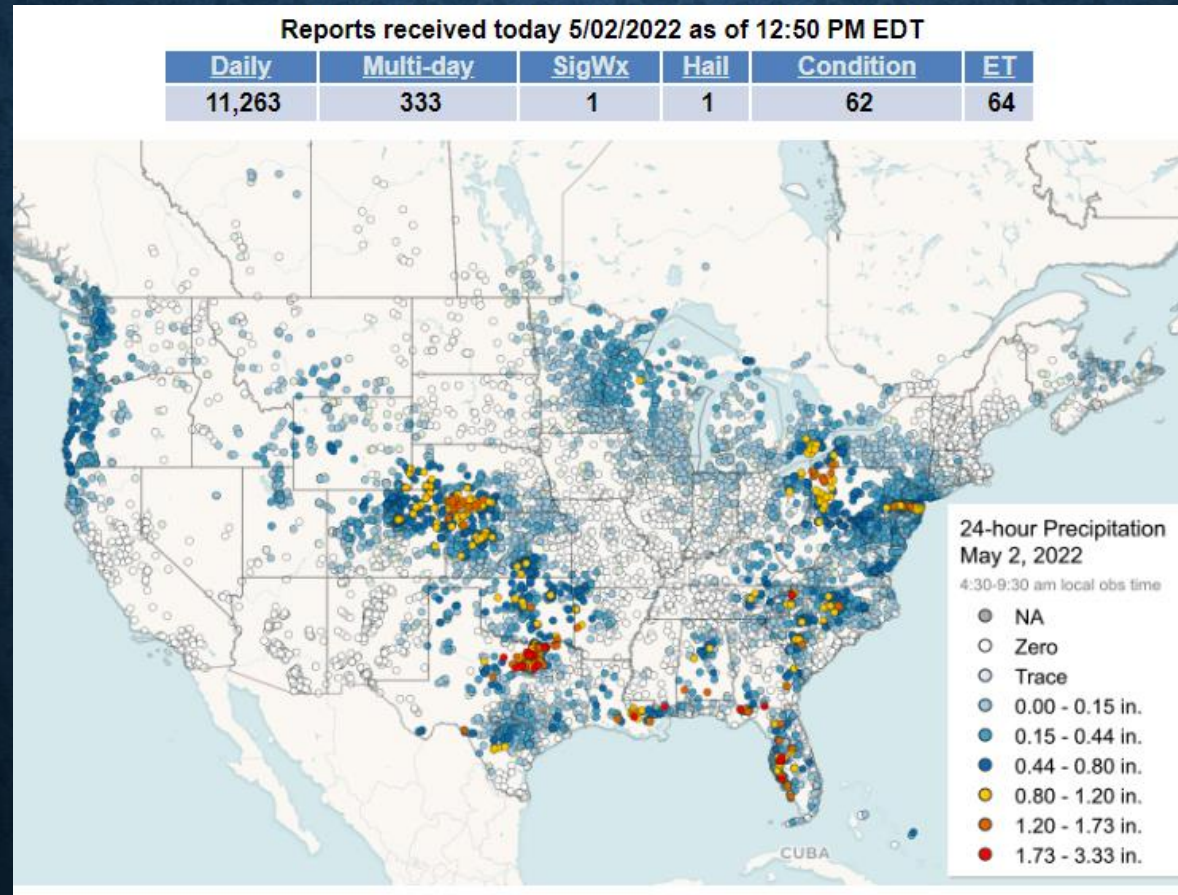 Reports received today 5/02/2022 as of 12:50 PM EDT
Daily Multi-day SigWx Hail Condition ET
11,263 333 1 1 62 64
24-hour Precipitation
May 2, 2022
4:30-9:30 am local obs time
NA
Zero
Trace
0.00 - 0.15 in.
0.15 - 0.44 in.
0.44 - 0.80 in.
0.80 - 1.20 in.
1.20 - 1.73 in.
1.73 - 3.33 in.
CUBA